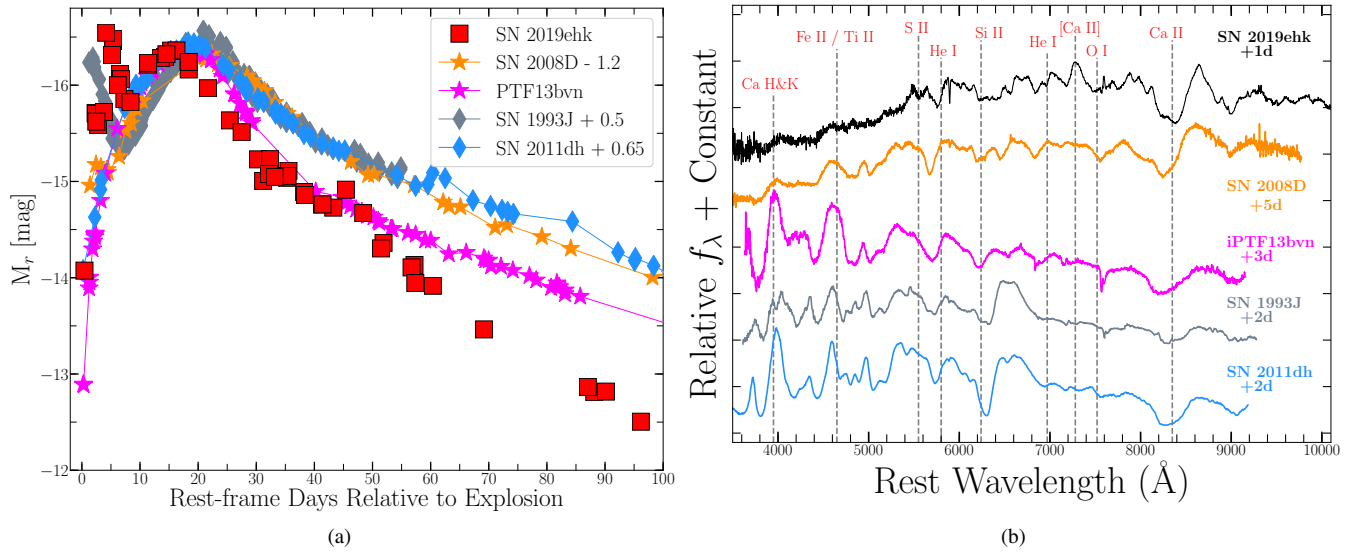 SN 2019ehk
SN 2008D - 1.2
PTF13bvn
SN 1993J + 0.5
SN 2011dh + 0.65
M_r [mag]
−16
−15
−14
−13
−12
0 10 20 30 40 50 60 70 80 90 100
Rest-frame Days Relative to Explosion
(a)
Relative f_λ + Constant
Ca H&K
Fe II / Ti II
S II
He I
Si II
He I
[Ca II]
O I
Ca II
SN 2019ehk
+1d
SN 2008D
+5d
iPTF13bvn
+3d
SN 1993J
+2d
SN 2011dh
+2d
4000 5000 6000 7000 8000 9000 10000
Rest Wavelength (Å)
(b)